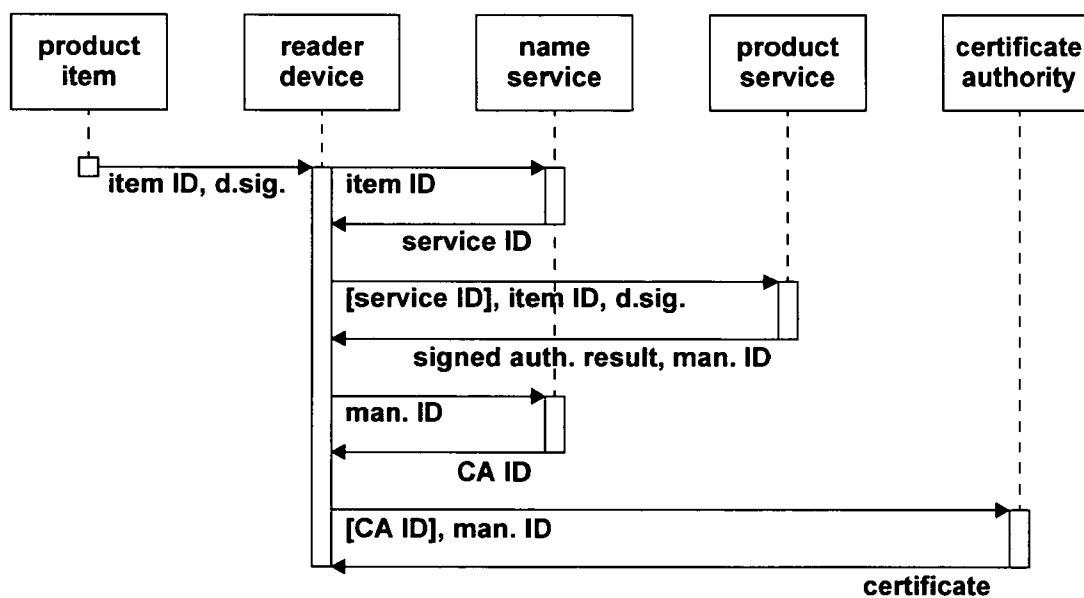 product
item
reader
device
name
service
product
service
certificate
authority
item ID, d.sig.
item ID
service ID
[service ID], item ID, d.sig.
signed auth. result, man. ID
man. ID
CA ID
[CA ID], man. ID
certificate